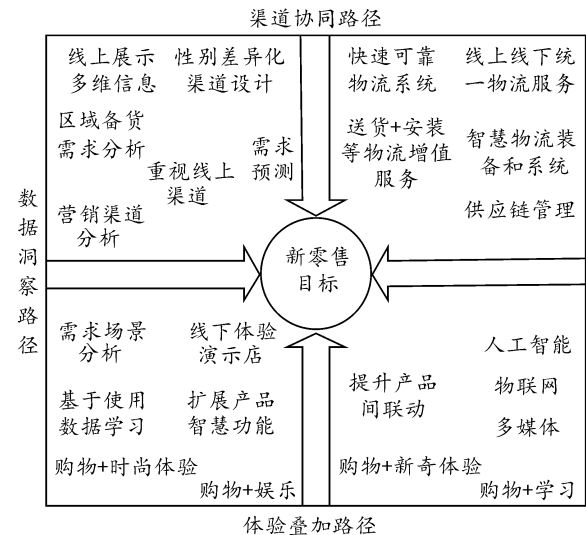 渠道协同路径
线上展示
多维信息
性别差异化
渠道设计
区域备货
需求分析
重视线上
渠道
需求
预测
营销渠道
分析
快速可靠
物流系统
线上线下统
一物流服务
送货+安装
等物流增值
服务
智慧物流装
备和系统
供应链管理
数据洞察路径
新零售
目标
需求场景
分析
线下体验
演示店
基于使用
数据学习
扩展产品
智慧功能
购物+时尚体验
购物+娱乐
提升产品
间联动
人工智能
物联网
多媒体
购物+新奇体验
购物+学习
体验叠加路径